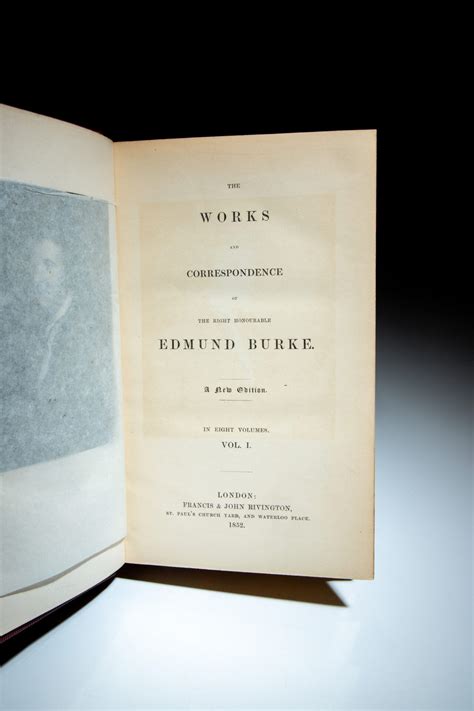 THE
WORKS
AND
CORRESPONDENCE
OF
THE RIGHT HONOURABLE
EDMUND BURKE.
A New Edition.
IN EIGHT VOLUMES.
VOL. I.
LONDON:
FRANCIS & JOHN RIVINGTON,
ST. PAUL'S CHURCH YARD, AND WATERLOO PLACE.
1852.